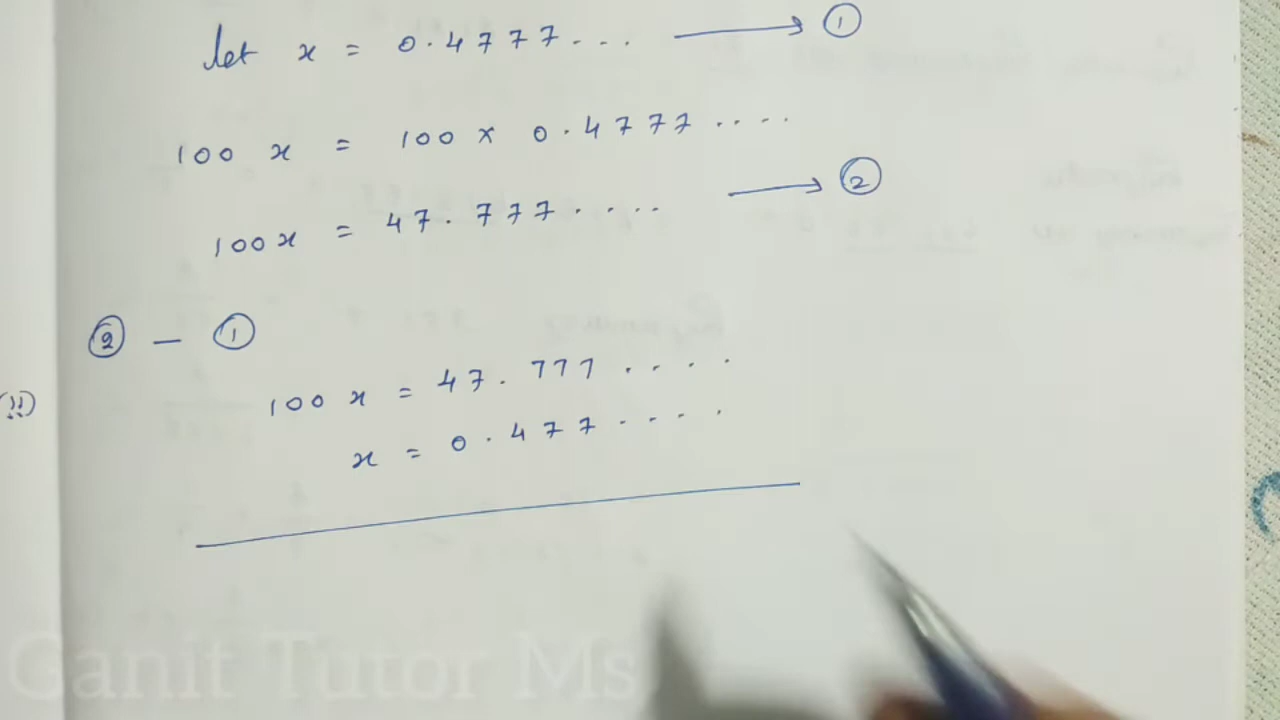 let x = 0.4777... ⟶ ①
100 x = 100 x 0.4777....
100x = 47.777.... ⟶ ②
② - ①
100 x = 47.777....
x = 0.477....
Ganit Tutor Ms.